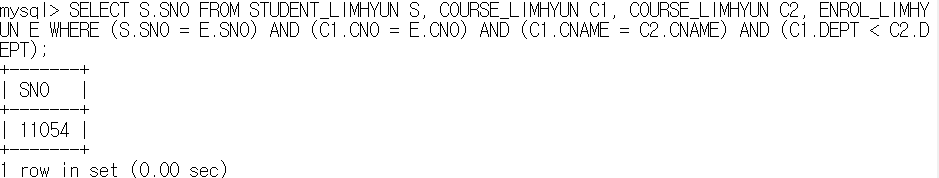 mysql> SELECT S.SNO FROM STUDENT_LIMHYUN S, COURSE_LIMHYUN C1, COURSE_LIMHYUN C2, ENROL_LIMHY
UN E WHERE (S.SNO = E.SNO) AND (C1.CNO = E.CNO) AND (C1.CNAME = C2.CNAME) AND (C1.DEPT < C2.D
EPT);
+-------+
| SNO   |
+-------+
| 11054 |
+-------+
1 row in set (0.00 sec)